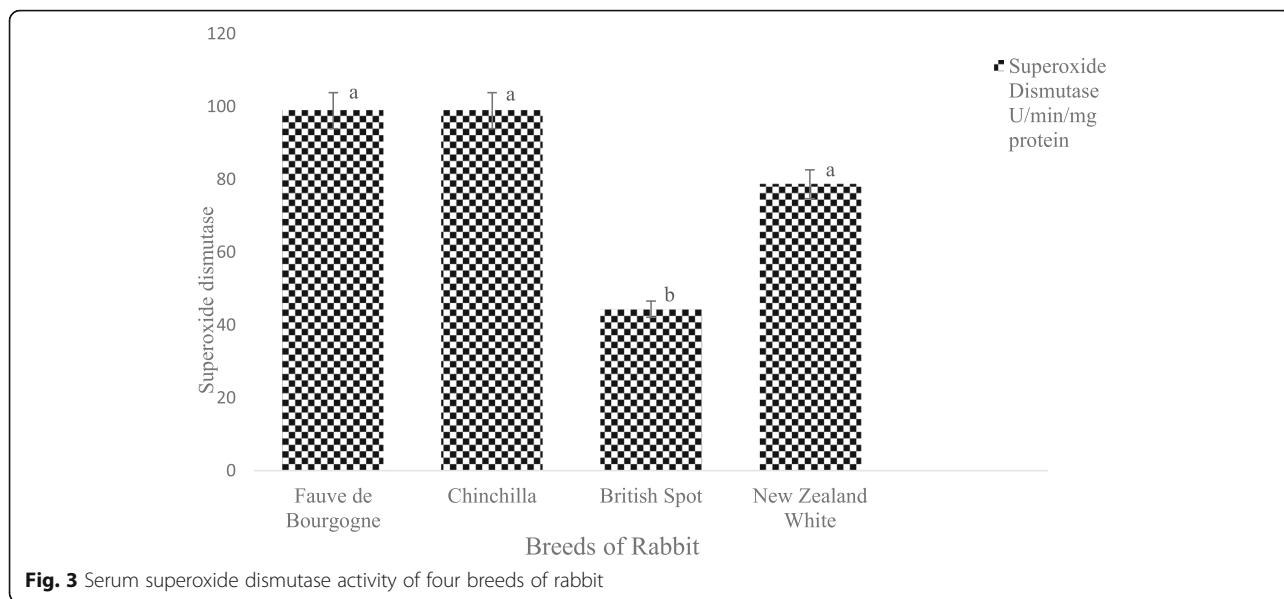 120
100
80
60
40
20
0
Superoxide dismutase
a
a
b
a
Superoxide
Dismutase
U/min/mg
protein
Fauve de
Bourgogne
Chinchilla
British Spot
New Zealand
White
Breeds of Rabbit
Fig. 3 Serum superoxide dismutase activity of four breeds of rabbit